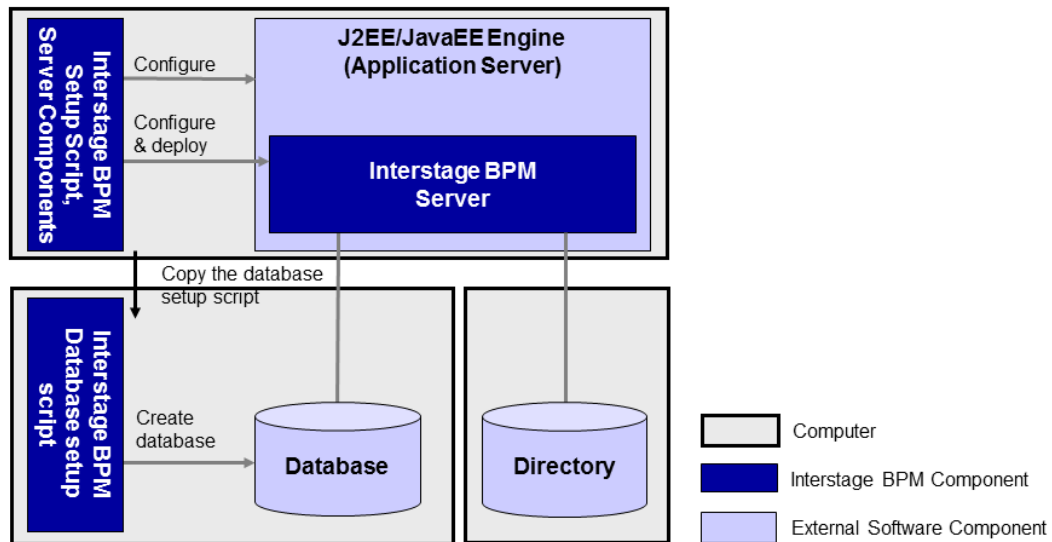 Interstage BPM
Setup Script,
Server Components
Configure
Configure
& deploy
J2EE/JavaEE Engine
(Application Server)
Interstage BPM
Server
Copy the database
setup script
Interstage BPM
Database setup
script
Create
database
Database
Directory
Computer
Interstage BPM Component
External Software Component